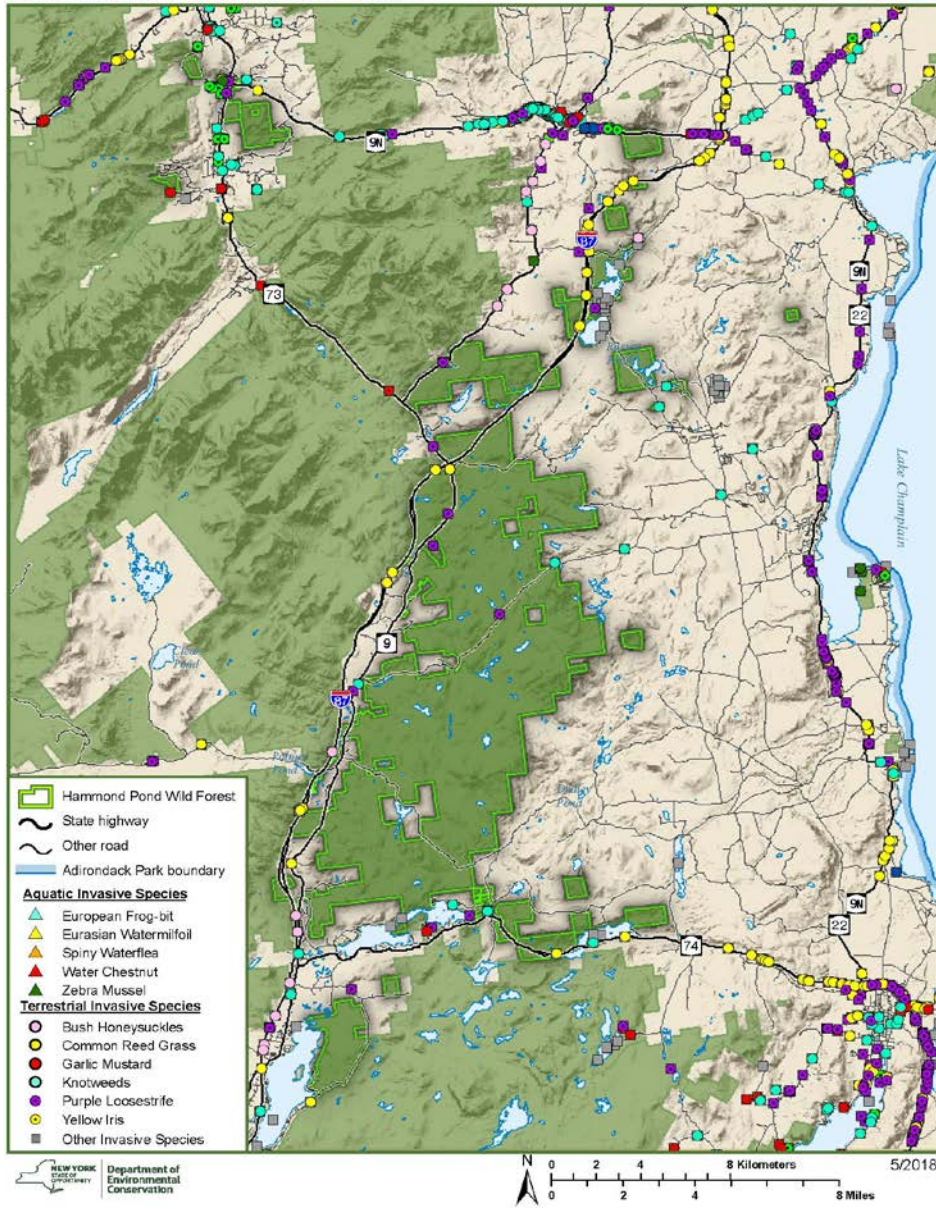 9N
87
9N
73
22
Lake Champlain
9
87
Pond
Pond
Hammond Pond Wild Forest
State highway
Other road
Adirondack Park boundary
Aquatic Invasive Species
European Frog-bit
Eurasian Watermilfoil
Spiny Waterflea
Water Chestnut
Zebra Mussel
Terrestrial Invasive Species
Bush Honeysuckles
Common Reed Grass
Garlic Mustard
Knotweeds
Purple Loosestrife
Yellow Iris
Other Invasive Species
Pond
9N
22
74
NEW YORK
STATE OF
OPPORTUNITY
Department of
Environmental
Conservation
N
0 2 4 8 Kilometers
0 2 4 8 Miles
5/2018